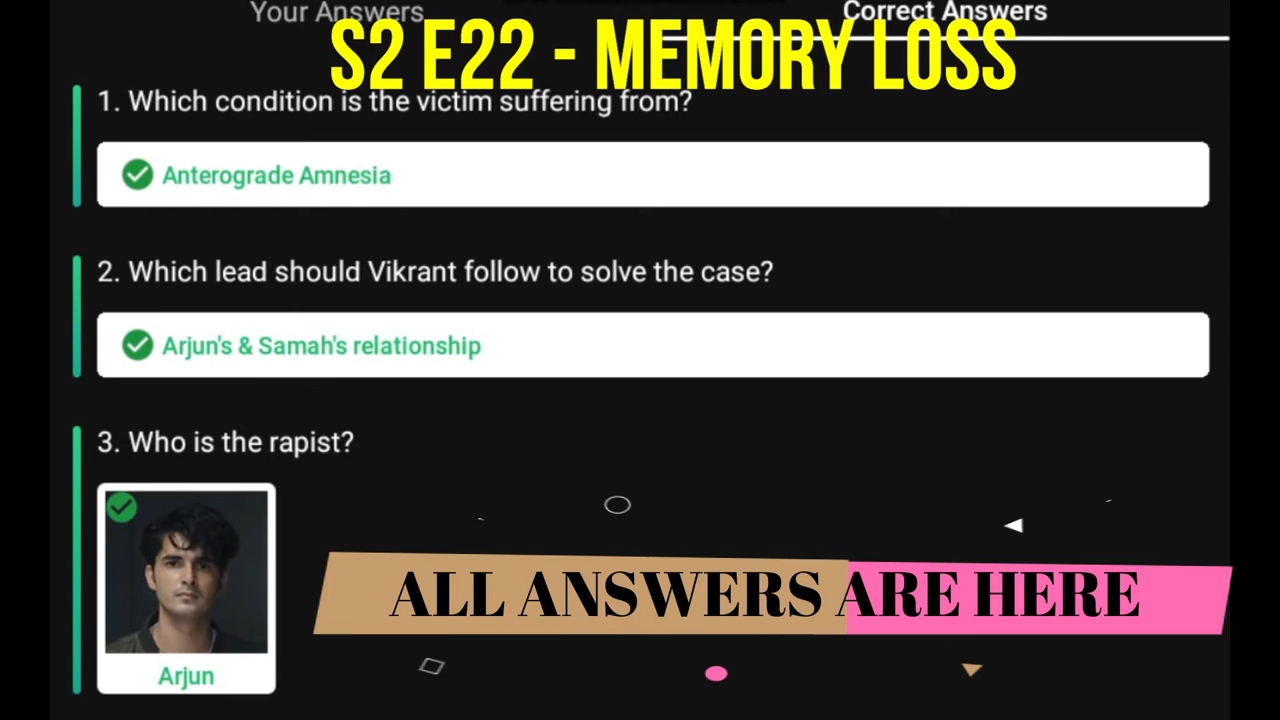 Your Answers
Correct Answers
S2 E22 - MEMORY LOSS
1. Which condition is the victim suffering from?
Anterograde Amnesia
2. Which lead should Vikrant follow to solve the case?
Arjun's & Samah's relationship
3. Who is the rapist?
Arjun
ALL ANSWERS ARE HERE